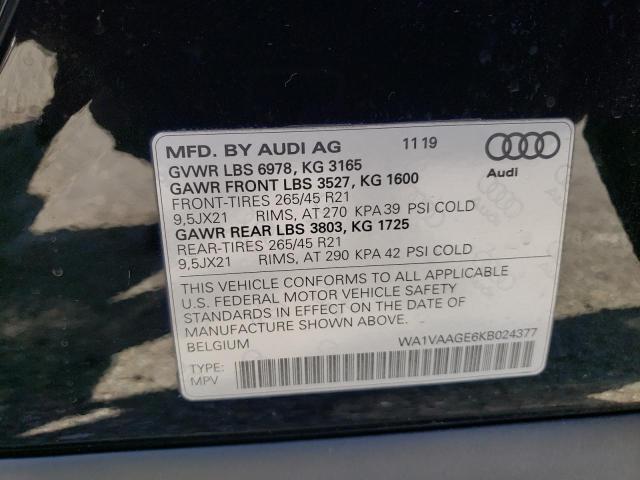 MFD. BY AUDI AG 11 19
GVWR LBS 6978, KG 3165
GAWR FRONT LBS 3527, KG 1600
FRONT-TIRES 265/45 R21
9,5JX21 RIMS, AT 270 KPA 39 PSI COLD
GAWR REAR LBS 3803, KG 1725
REAR-TIRES 265/45 R21
9,5JX21 RIMS, AT 290 KPA 42 PSI COLD
Audi
THIS VEHICLE CONFORMS TO ALL APPLICABLE
U.S. FEDERAL MOTOR VEHICLE SAFETY
STANDARDS IN EFFECT ON THE DATE OF
MANUFACTURE SHOWN ABOVE.
BELGIUM WA1VAAGE6KB024377
TYPE:
MPV